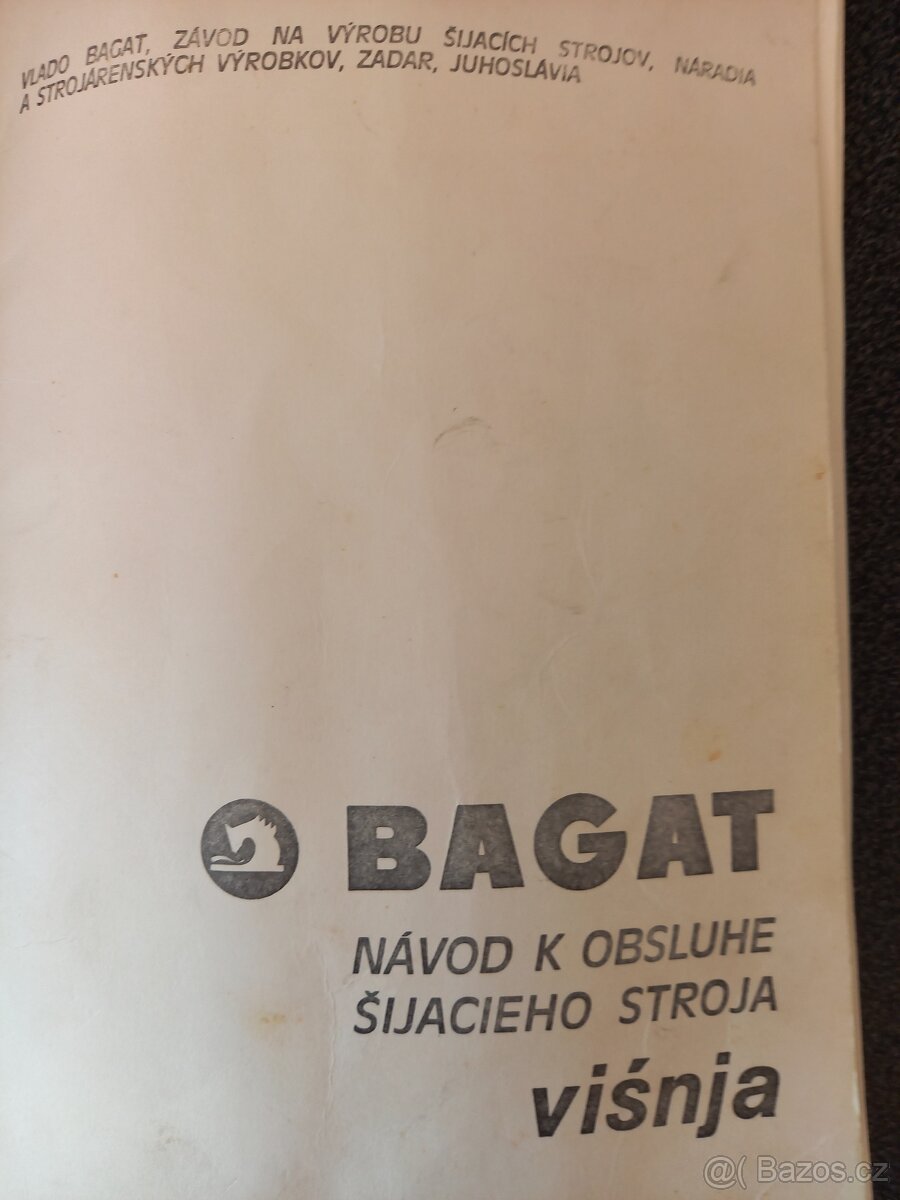 VLADO BAGAT, ZÁVOD NA VÝROBU ŠIJACÍCH STROJOV, NÁRADIA
A STROJÁRENSKÝCH VÝROBKOV, ZADAR, JUHOSLÁVIA
BAGAT
NÁVOD K OBSLUHE
ŠIJACIEHO STROJA
viśnja
@( Bazos.cz